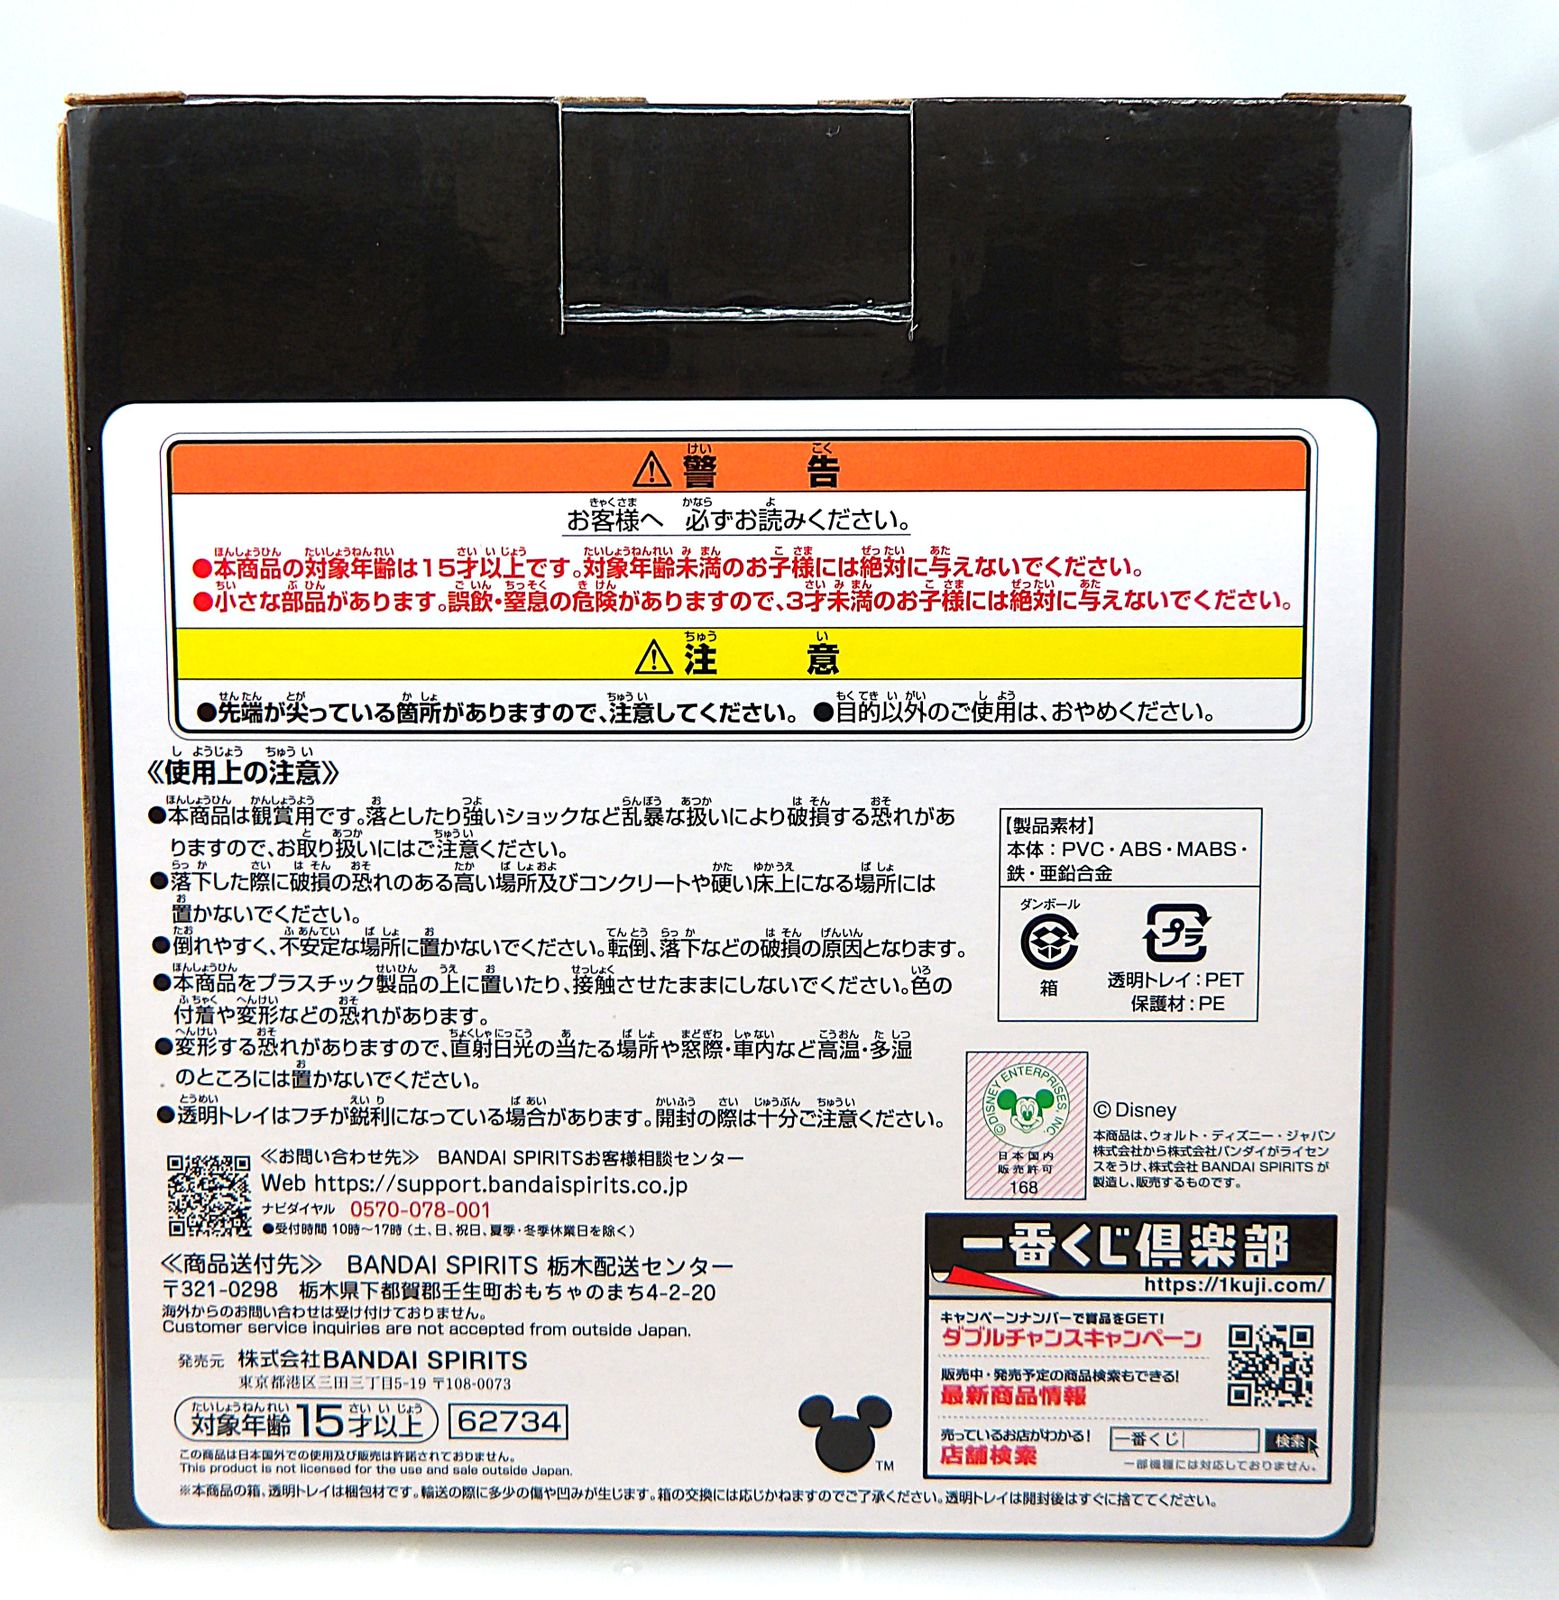 警告
お客様へ 必ずお読みください。
●本商品の対象年齢は15才以上です。対象年齢未満のお子様には絶対に与えないでください。
●小さな部品があります。誤飲・窒息の危険がありますので、3才未満のお子様には絶対に与えないでください。
注意
●先端が尖っている箇所がありますので、注意してください。 ●目的以外のご使用は、おやめください。
《使用上の注意》
●本商品は観賞用です。落としたり強いショックなど乱暴な扱いにより破損する恐れがあ
りますので、お取り扱いにはご注意ください。
●落下した際に破損の恐れのある高い場所及びコンクリートや硬い床上になる場所には
置かないでください。
●倒れやすく、不安定な場所に置かないでください。転倒、落下などの破損の原因となります。
●本商品をプラスチック製品の上に置いたり、接触させたままにしないでください。色の
付着や変形などの恐れがあります。
●変形する恐れがありますので、直射日光の当たる場所や窓際・車内など高温・多湿
のところには置かないでください。
●透明トレイはフチが鋭利になっている場合があります。開封の際は十分ご注意ください。
【製品素材】
本体：PVC・ABS・MABS・
鉄・亜鉛合金
ダンボール
箱
プラ
透明トレイ：PET
保護材：PE
©DISNEY ENTERPRISES, INC.
日本国内
販売許可
168
©Disney
本商品は、ウォルト・ディズニー・ジャパン
株式会社から株式会社バンダイがライセン
スをうけ、株式会社 BANDAI SPIRITS が
製造し、販売するものです。
≪お問い合わせ先≫ BANDAI SPIRITSお客様相談センター
Web https://support.bandaispirits.co.jp
ナビダイヤル 0570-078-001
●受付時間 10時〜17時（土、日、祝日、夏季・冬季休業日を除く）
≪商品送付先≫ BANDAI SPIRITS 栃木配送センター
〒321-0298 栃木県下都賀郡壬生町おもちゃのまち4-2-20
海外からのお問い合わせは受け付けておりません。
Customer service inquiries are not accepted from outside Japan.
発売元 株式会社BANDAI SPIRITS
東京都港区三田三丁目5-19 〒108-0073
対象年齢15才以上 62734
この商品は日本国外での使用及び販売は許諾されておりません。
This product is not licensed for the use and sale outside Japan.
※本商品の箱、透明トレイは梱包材です。輸送の際に多少の傷や凹みが生じます。箱の交換には応じかねますのでご了承ください。透明トレイは開封後はすぐに捨ててください。
TM
一番くじ倶楽部
https://1kuji.com/
キャンペーンナンバーで賞品をGET!
ダブルチャンスキャンペーン
販売中・発売予定の商品検索もできる!
最新商品情報
売っているお店がわかる!
店舗検索
一番くじ 検索
一部機種には対応しておりません。